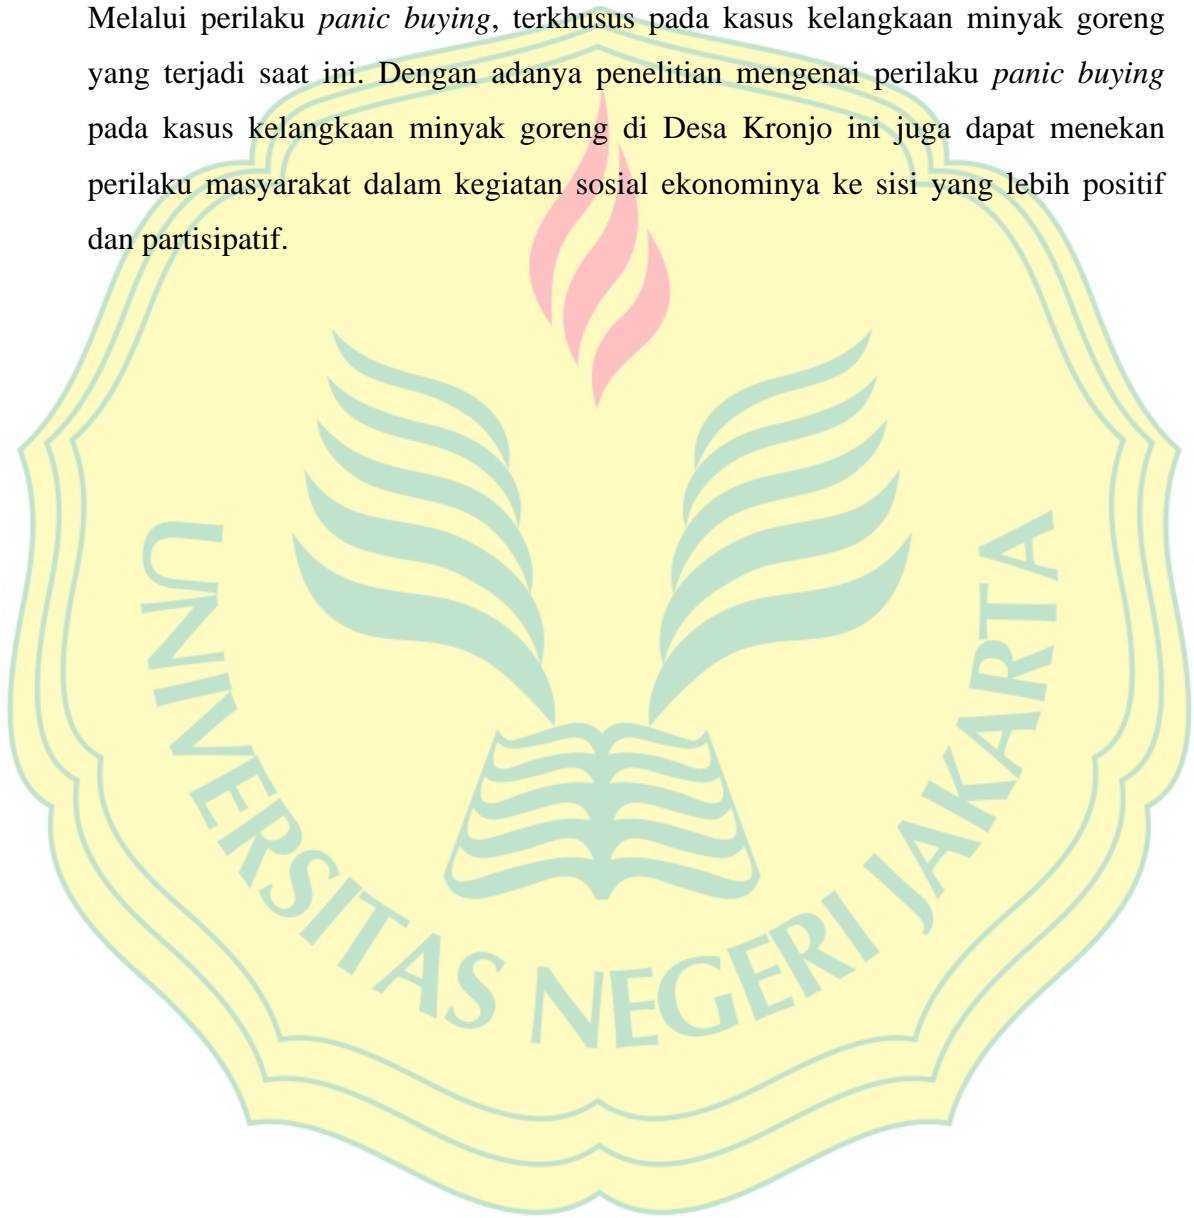 Melalui perilaku panic buying, terkhusus pada kasus kelangkaan minyak goreng
yang terjadi saat ini. Dengan adanya penelitian mengenai perilaku panic buying
pada kasus kelangkaan minyak goreng di Desa Kronjo ini juga dapat menekan
perilaku masyarakat dalam kegiatan sosial ekonominya ke sisi yang lebih positif
dan partisipatif.
UNIVERSITAS NEGERI JAKARTA